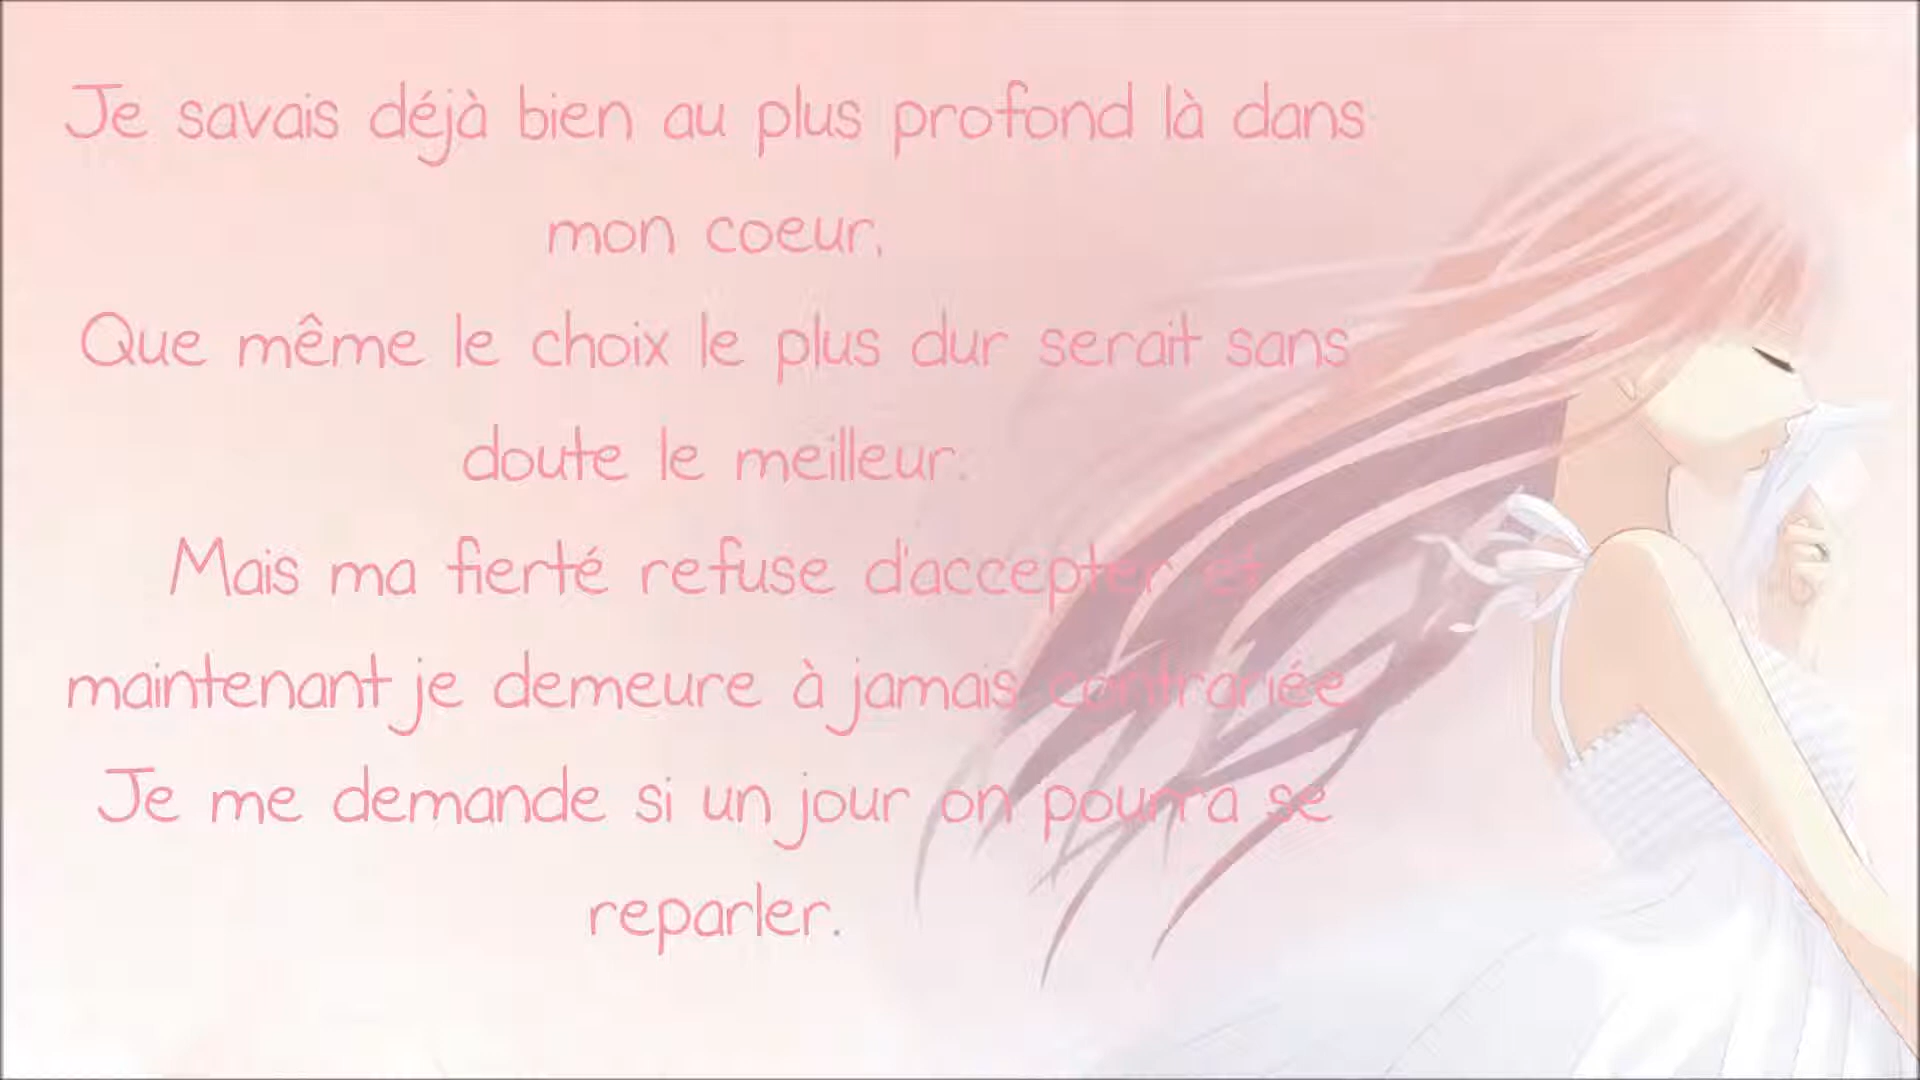 Je savais déjà bien au plus profond là dans
mon coeur,
Que même le choix le plus dur serait sans
doute le meilleur.
Mais ma fierté refuse d'accepter et
maintenant je demeure à jamais contrariée
Je me demande si un jour on pourra se
reparler.